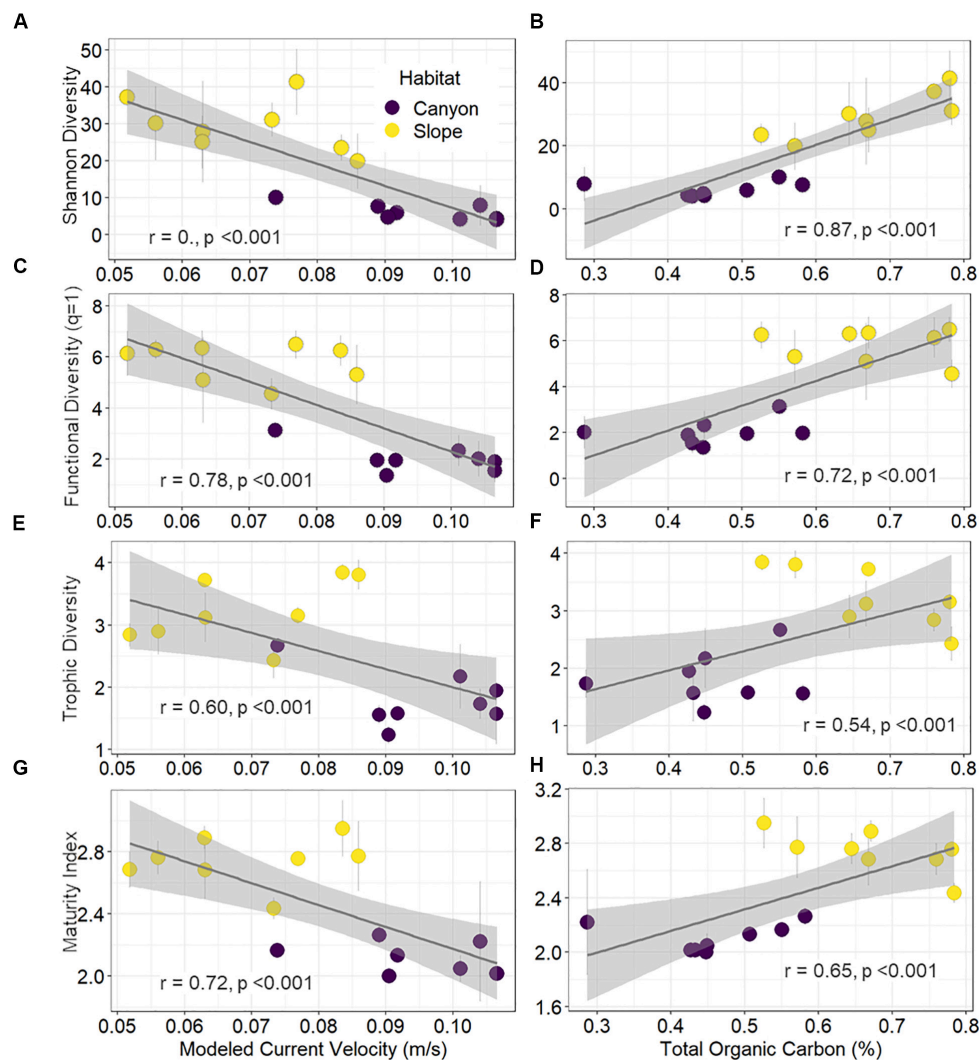 A
B
Shannon Diversity
50
40
30
20
10
0
Habitat
Canyon
Slope
r = 0., p <0.001
0.05 0.06 0.07 0.08 0.09 0.10
40
20
0
r = 0.87, p <0.001
0.3 0.4 0.5 0.6 0.7 0.8
C
D
Functional Diversity (q=1)
8
6
4
2
r = 0.78, p <0.001
0.05 0.06 0.07 0.08 0.09 0.10
8
6
4
2
0
r = 0.72, p <0.001
0.3 0.4 0.5 0.6 0.7 0.8
E
F
Trophic Diversity
4
3
2
1
r = 0.60, p <0.001
0.05 0.06 0.07 0.08 0.09 0.10
4
3
2
1
r = 0.54, p <0.001
0.3 0.4 0.5 0.6 0.7 0.8
G
H
Maturity Index
2.8
2.4
2.0
r = 0.72, p <0.001
0.05 0.06 0.07 0.08 0.09 0.10
Modeled Current Velocity (m/s)
3.2
2.8
2.4
2.0
1.6
r = 0.65, p <0.001
0.3 0.4 0.5 0.6 0.7 0.8
Total Organic Carbon (%)